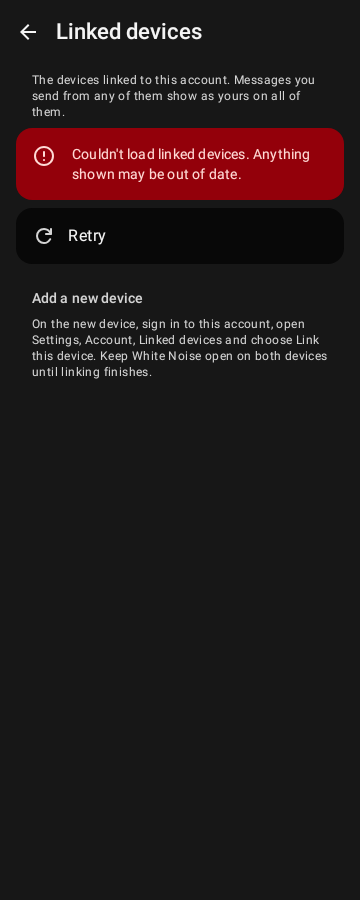 Linked devices
The devices linked to this account. Messages you
send from any of them show as yours on all of
them.
Couldn't load linked devices. Anything
shown may be out of date.
Retry
Add a new device
On the new device, sign in to this account, open
Settings, Account, Linked devices and choose Link
this device. Keep White Noise open on both devices
until linking finishes.